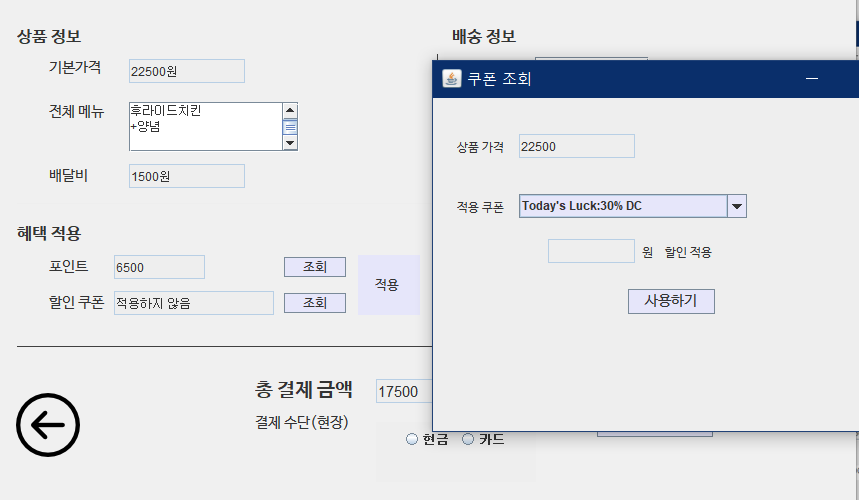 상품 정보
기본가격 22500원
전체 메뉴 후라이드치킨
+양념
배달비 1500원
혜택 적용
포인트 6500 조회
적용
할인 쿠폰 적용하지 않음 조회
총 결제 금액 17500
결제 수단(현장)
현금 카드
배송 정보
쿠폰 조회
상품 가격 22500
적용 쿠폰 Today's Luck:30% DC
원 할인 적용
사용하기